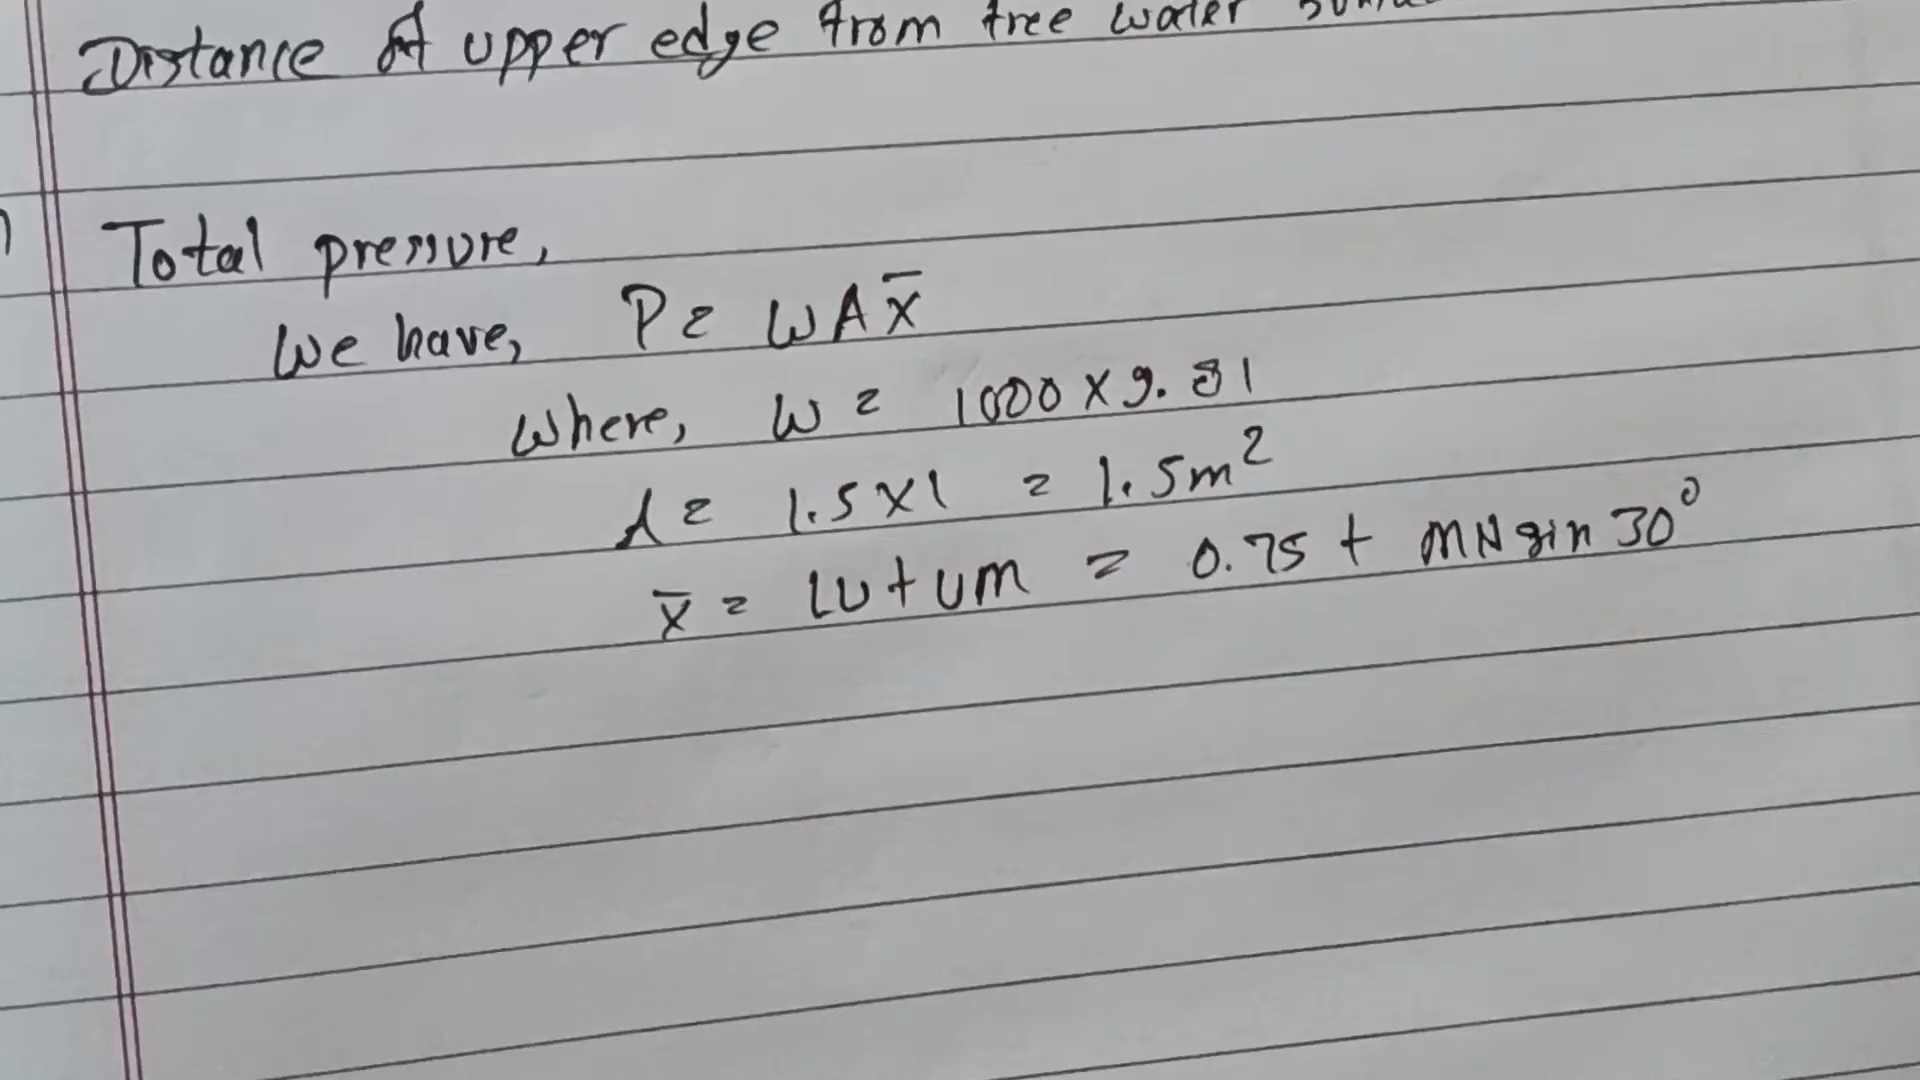 Distance of upper edge from free water
Total pressure,
We have, P = WAx̄
Where, W = 1000 x 9.81
A = 1.5 x 1 = 1.5m²
x̄ = LU + UM = 0.75 + MN sin 30°